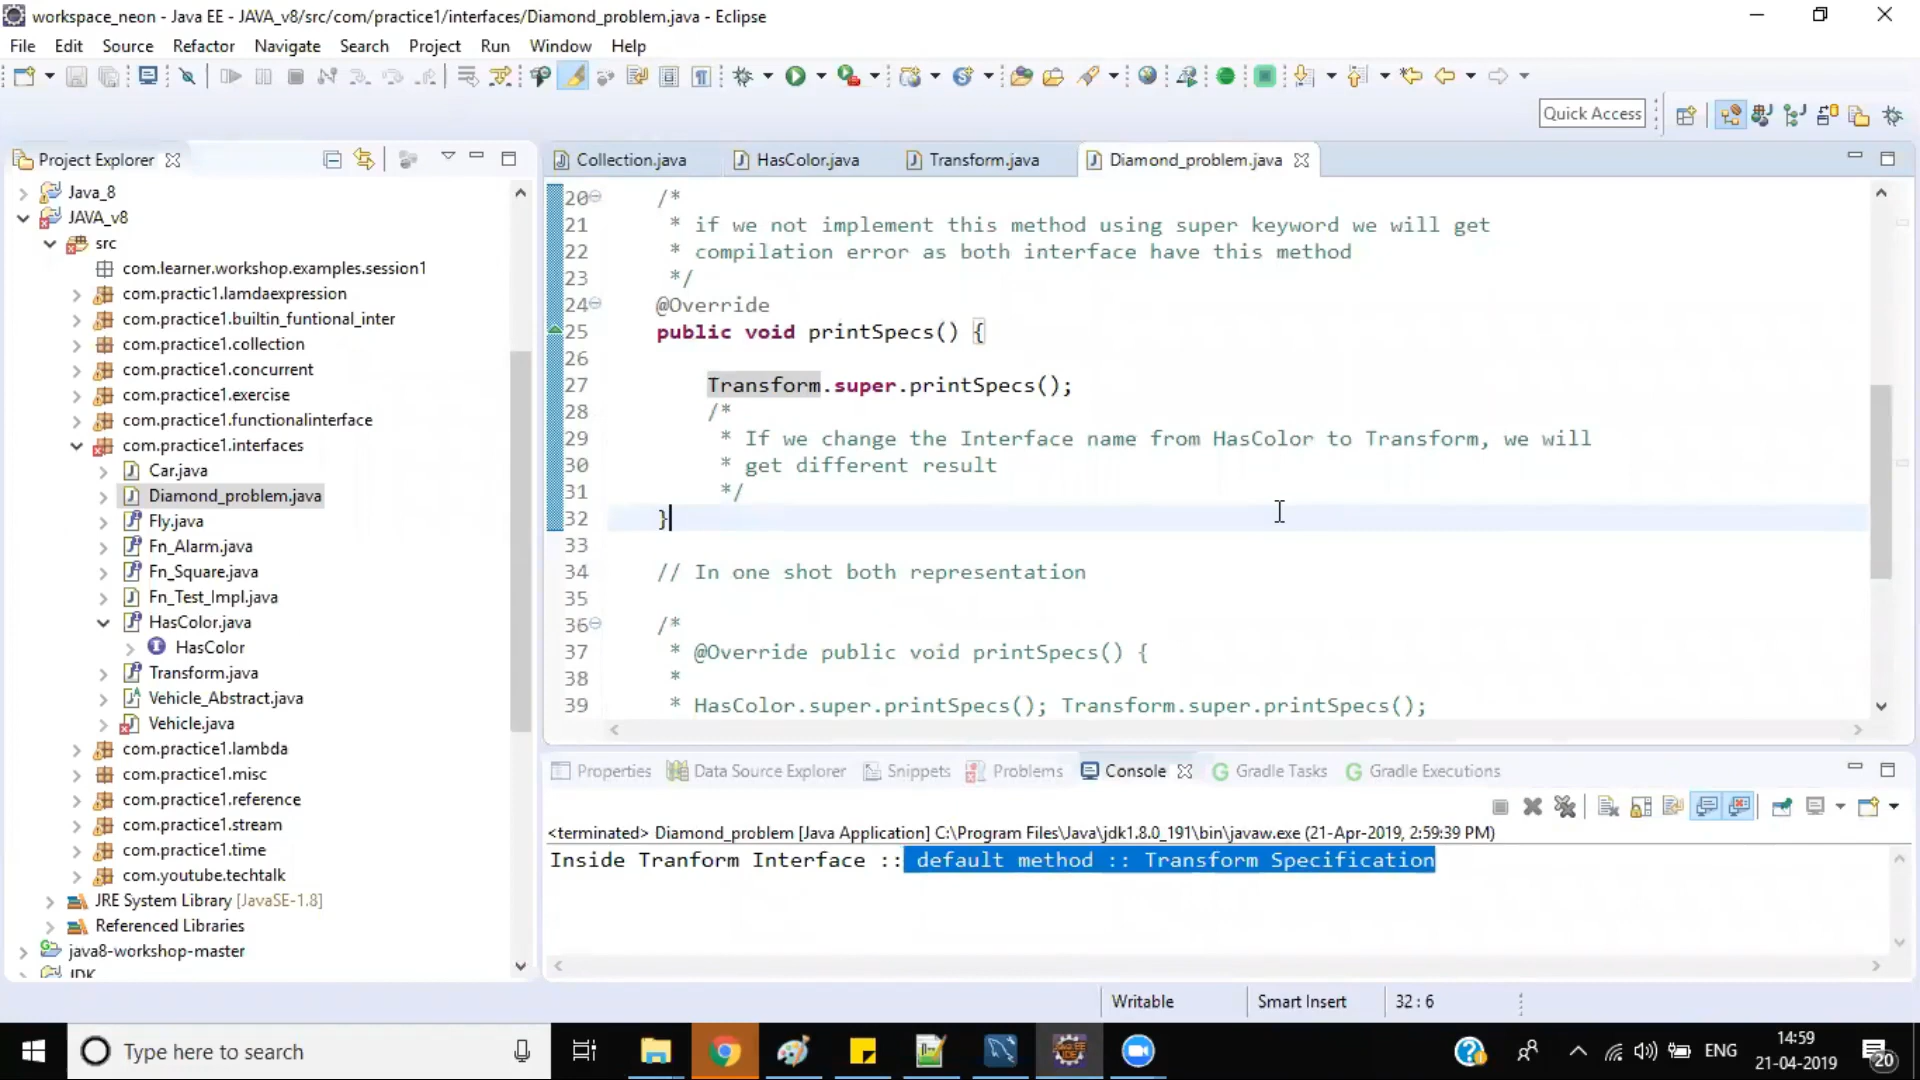 workspace_neon - Java EE - JAVA_v8/src/com/practice1/interfaces/Diamond_problem.java - Eclipse
File Edit Source Refactor Navigate Search Project Run Window Help
Quick Access
Project Explorer
Java_8
JAVA_v8
src
com.learner.workshop.examples.session1
com.practic1.lamdaexpression
com.practice1.builtin_funtional_inter
com.practice1.collection
com.practice1.concurrent
com.practice1.exercise
com.practice1.functionalinterface
com.practice1.interfaces
Car.java
Diamond_problem.java
Fly.java
Fn_Alarm.java
Fn_Square.java
Fn_Test_Impl.java
HasColor.java
HasColor
Transform.java
Vehicle_Abstract.java
Vehicle.java
com.practice1.lambda
com.practice1.misc
com.practice1.reference
com.practice1.stream
com.practice1.time
com.youtube.techtalk
JRE System Library [JavaSE-1.8]
Referenced Libraries
java8-workshop-master
JDK
Collection.java HasColor.java Transform.java Diamond_problem.java
20 /*
21 * if we not implement this method using super keyword we will get
22 * compilation error as both interface have this method
23 */
24 @Override
25 public void printSpecs() {
26
27 Transform.super.printSpecs();
28 /*
29 * If we change the Interface name from HasColor to Transform, we will
30 * get different result
31 */
32 }
33
34 // In one shot both representation
35
36 /*
37 * @Override public void printSpecs() {
38 *
39 * HasColor.super.printSpecs(); Transform.super.printSpecs();
Properties Data Source Explorer Snippets Problems Console Gradle Tasks Gradle Executions
<terminated> Diamond_problem [Java Application] C:\Program Files\Java\jdk1.8.0_191\bin\javaw.exe (21-Apr-2019, 2:59:39 PM)
Inside Tranform Interface :: default method :: Transform Specification
Writable Smart Insert 32 : 6
Type here to search
ENG
14:59
21-04-2019
20